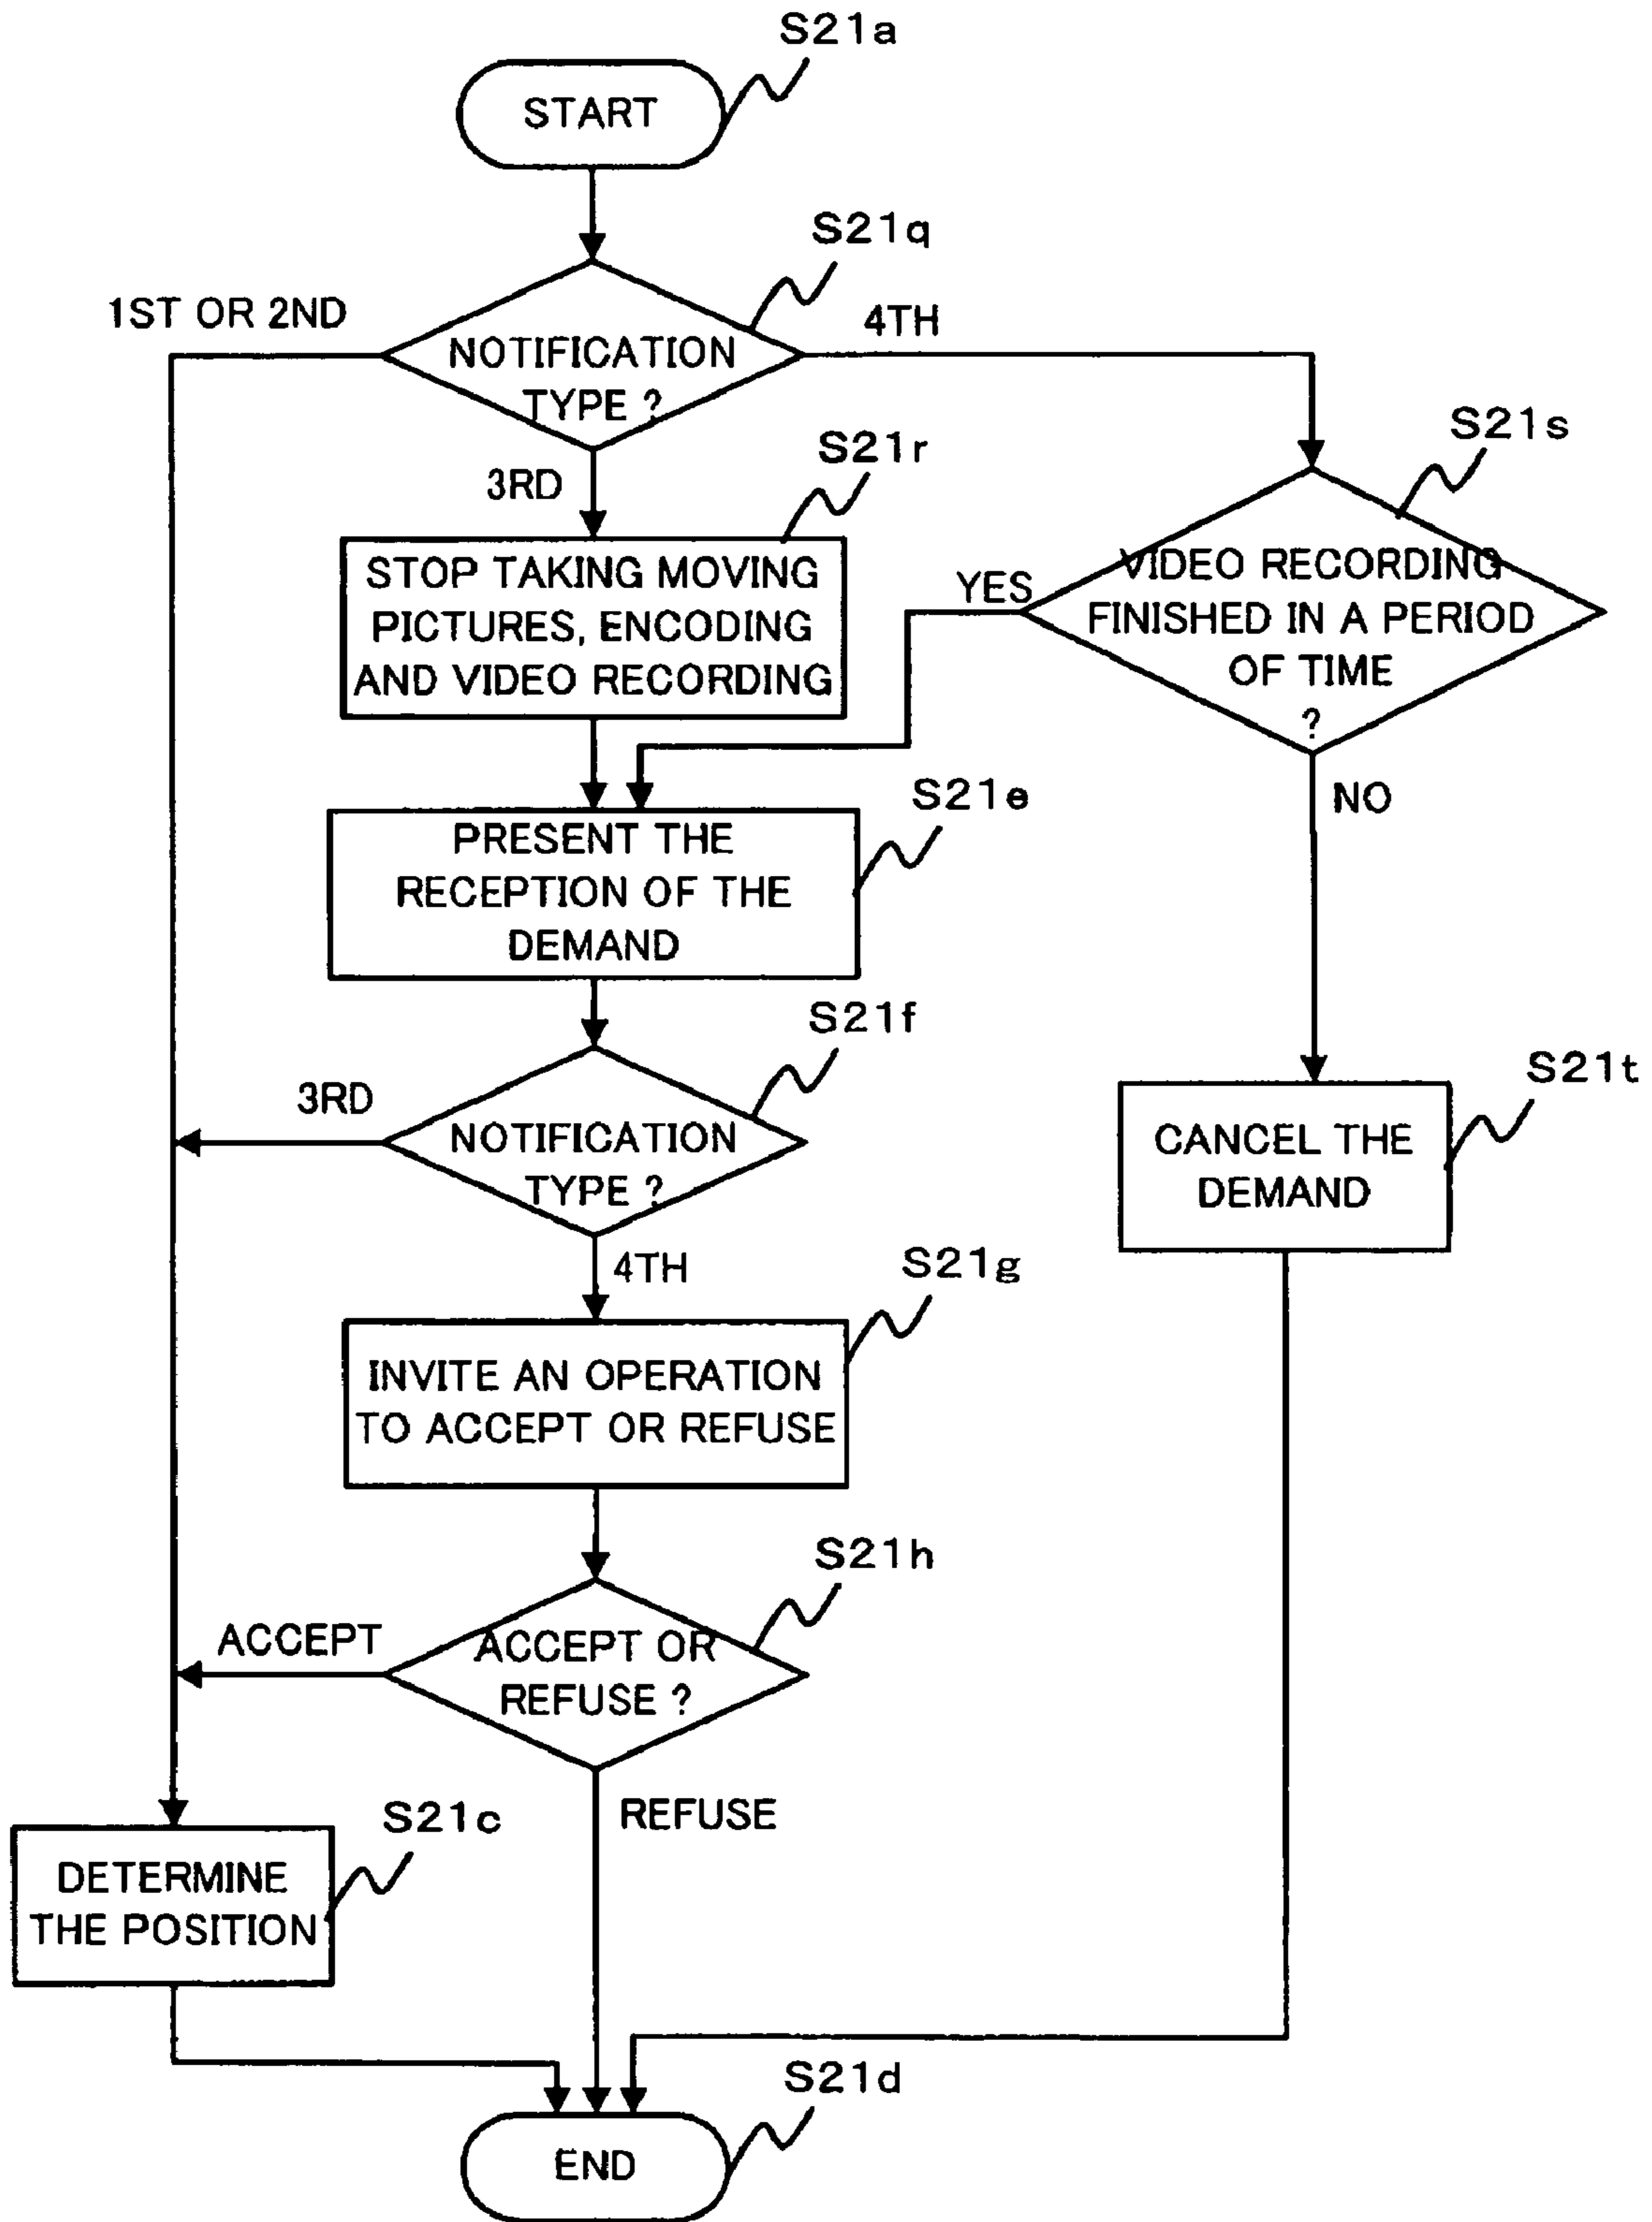 S21a
START
S21q
1ST OR 2ND
4TH
NOTIFICATION
TYPE ?
S21s
S21r
3RD
STOP TAKING MOVING
PICTURES, ENCODING
AND VIDEO RECORDING
YES
VIDEO RECORDING
FINISHED IN A PERIOD
OF TIME
?
NO
S21e
PRESENT THE
RECEPTION OF THE
DEMAND
S21f
3RD
NOTIFICATION
TYPE ?
S21t
CANCEL THE
DEMAND
4TH
S21g
INVITE AN OPERATION
TO ACCEPT OR REFUSE
S21h
ACCEPT
ACCEPT OR
REFUSE ?
REFUSE
S21c
DETERMINE
THE POSITION
S21d
END